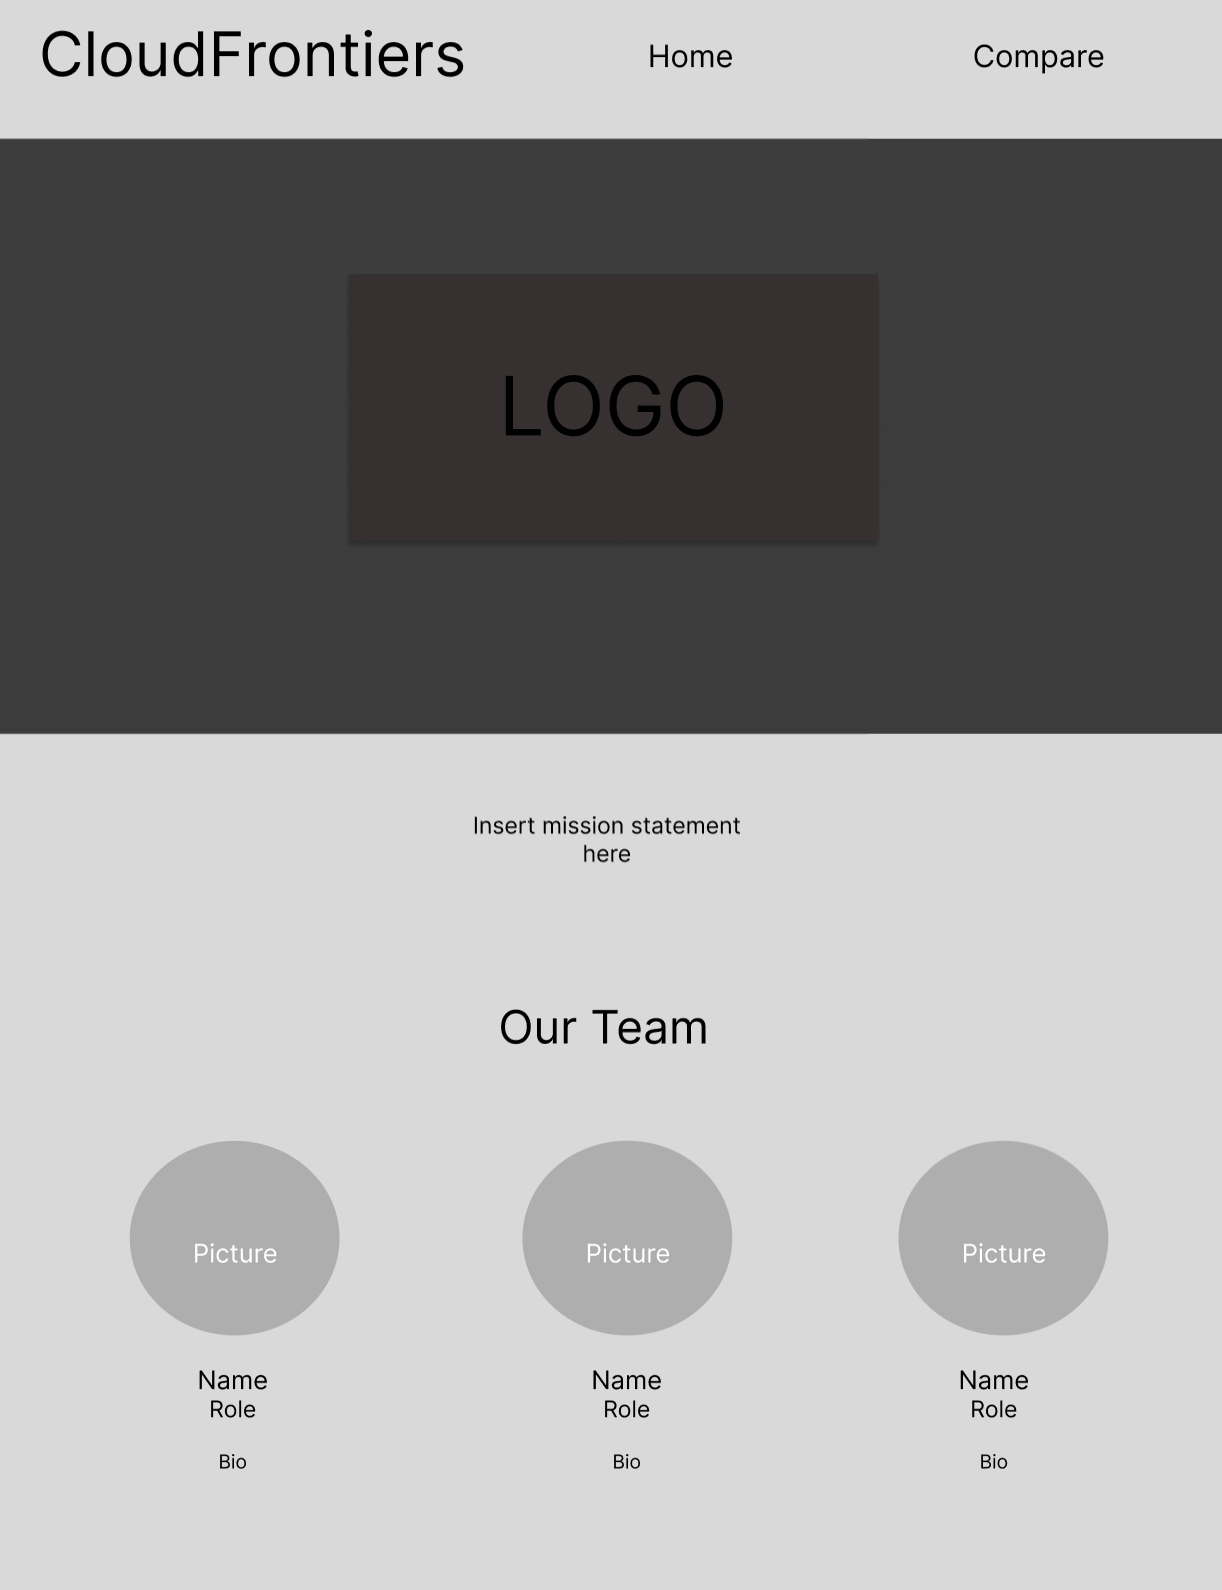 CloudFrontiers Home Compare
LOGO
Insert mission statement
here
Our Team
Picture Picture Picture
Name Name Name
Role Role Role
Bio Bio Bio